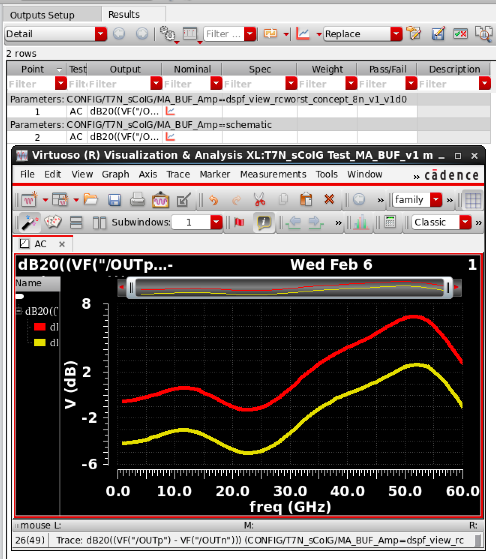 Outputs Setup Results
Detail Filter ... Replace
2 rows
Point Test Output Nominal Spec Weight Pass/Fail Description
Filter Filt Filter Filter Filter Filter Filter Filter
Parameters: CONFIG/T7N_sColG/MA_BUF_Amp=dspf_view_rcworst_concept_8n_v1_v1d0
1 AC dB20((VF("/O...
Parameters: CONFIG/T7N_sColG/MA_BUF_Amp=schematic
2 AC dB20((VF("/O...
Virtuoso (R) Visualization & Analysis XL:T7N_sColG Test_MA_BUF_v1 m
File Edit View Graph Axis Trace Marker Measurements Tools Window » cādence
» family »
Subwindows: 1 » » Classic
AC
dB20((VF("/OUTp...- Wed Feb 6 1
Name
dB20((
dl
dl
8
2
-2
-6
V (dB)
0.0 10.0 20.0 30.0 40.0 50.0 60.0
freq (GHz)
mouse L: M: R:
26(49) Trace: dB20((VF("/OUTp") - VF("/OUTn"))) (CONFIG/T7N_sColG/MA_BUF_Amp=dspf_view_rc